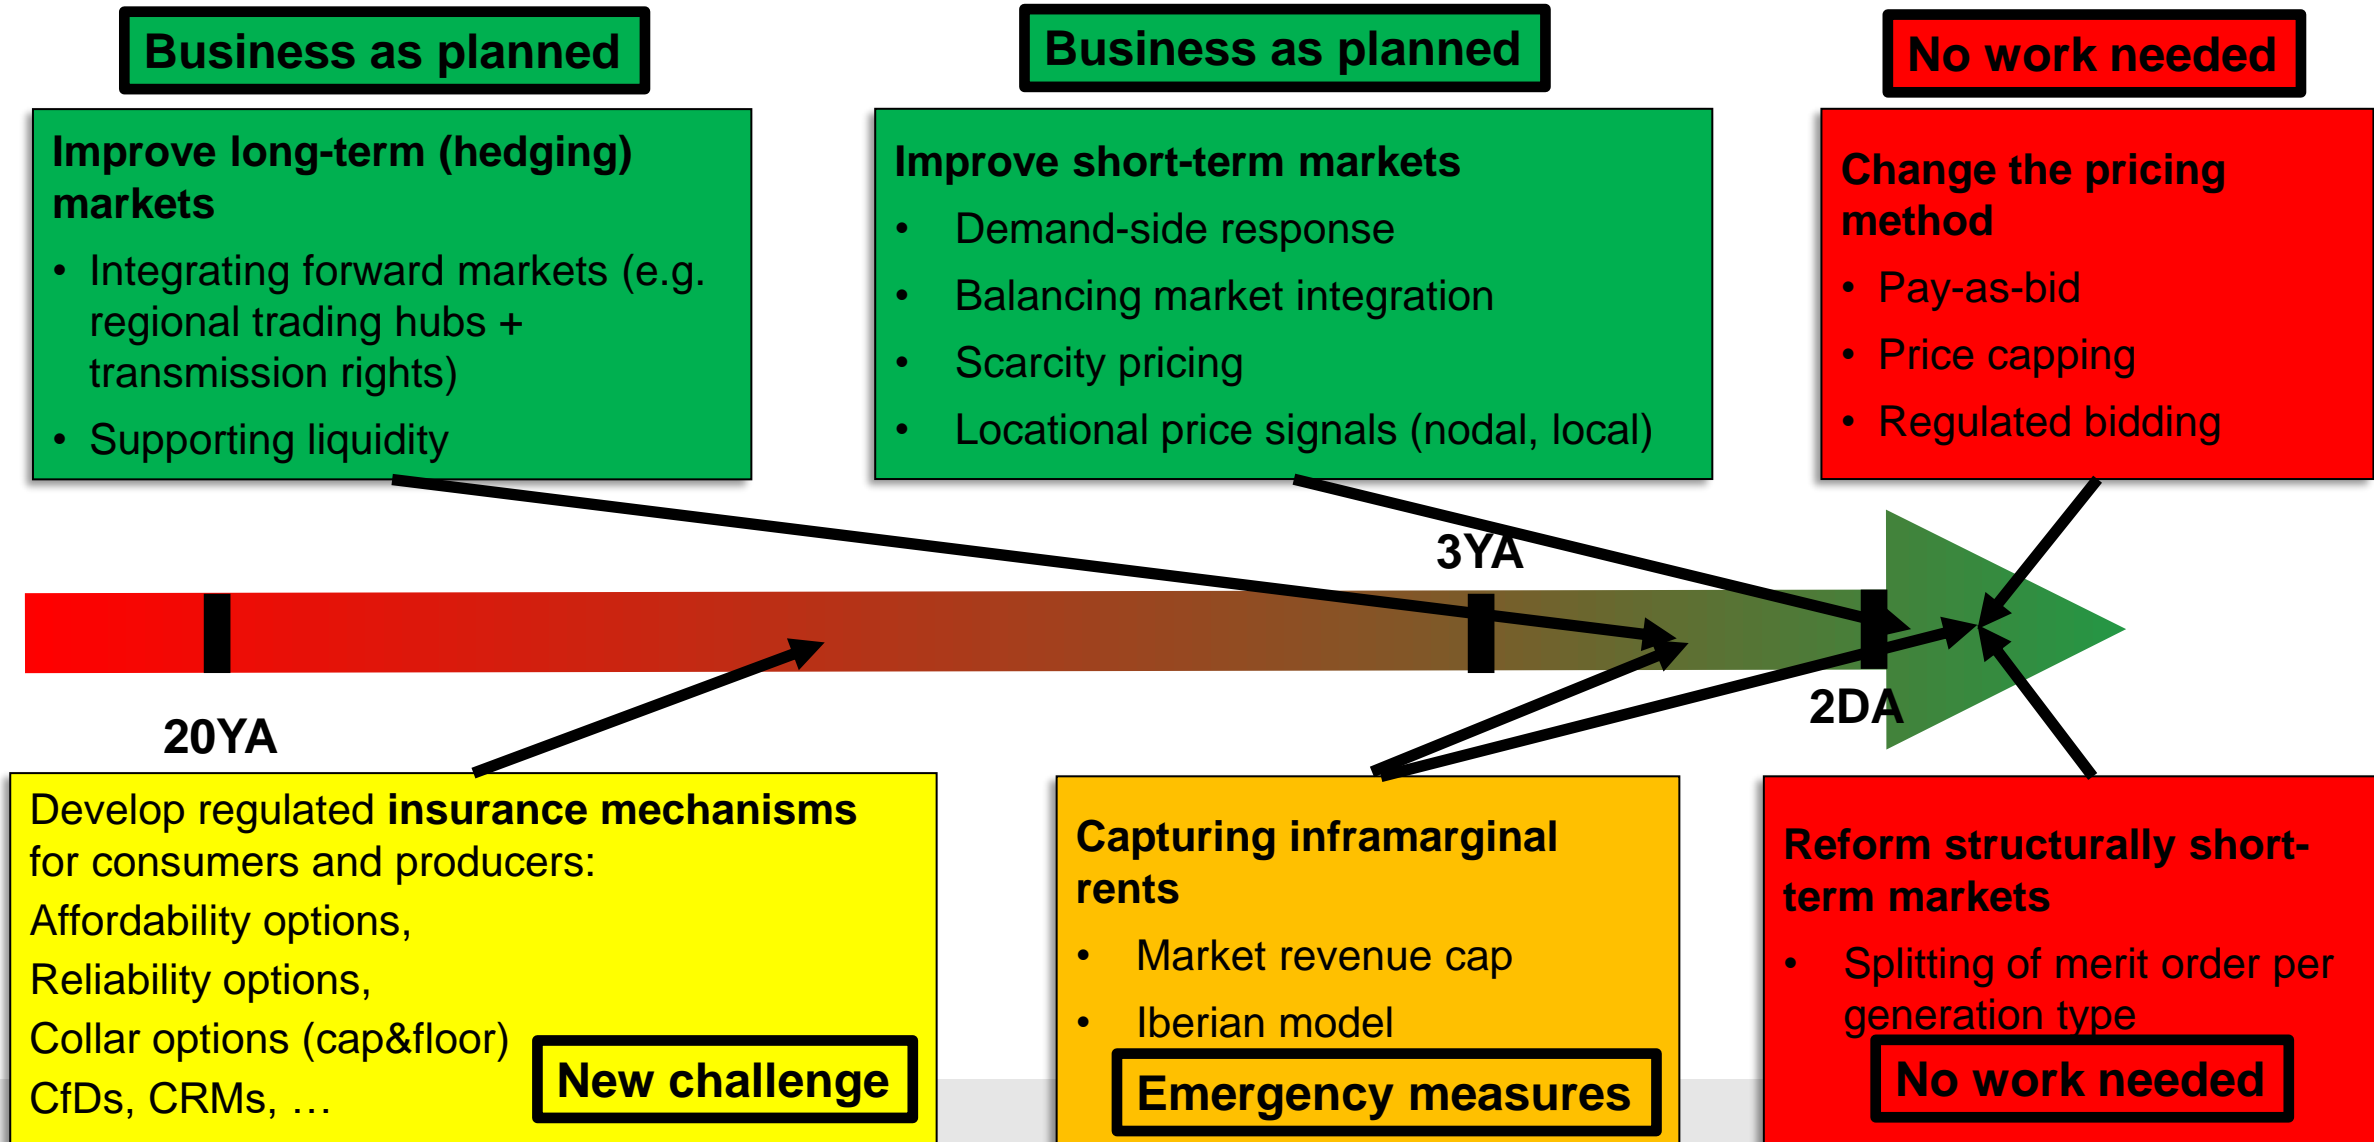 Business as planned
Improve long-term (hedging)
markets
• Integrating forward markets (e.g.
regional trading hubs +
transmission rights)
• Supporting liquidity
Business as planned
Improve short-term markets
• Demand-side response
• Balancing market integration
• Scarcity pricing
• Locational price signals (nodal, local)
No work needed
Change the pricing
method
• Pay-as-bid
• Price capping
• Regulated bidding
3YA
20YA
2DA
Develop regulated insurance mechanisms
for consumers and producers:
Affordability options,
Reliability options,
Collar options (cap&floor)
CfDs, CRMs, …
New challenge
Capturing inframarginal
rents
• Market revenue cap
• Iberian model
Emergency measures
Reform structurally short-
term markets
• Splitting of merit order per
generation type
No work needed